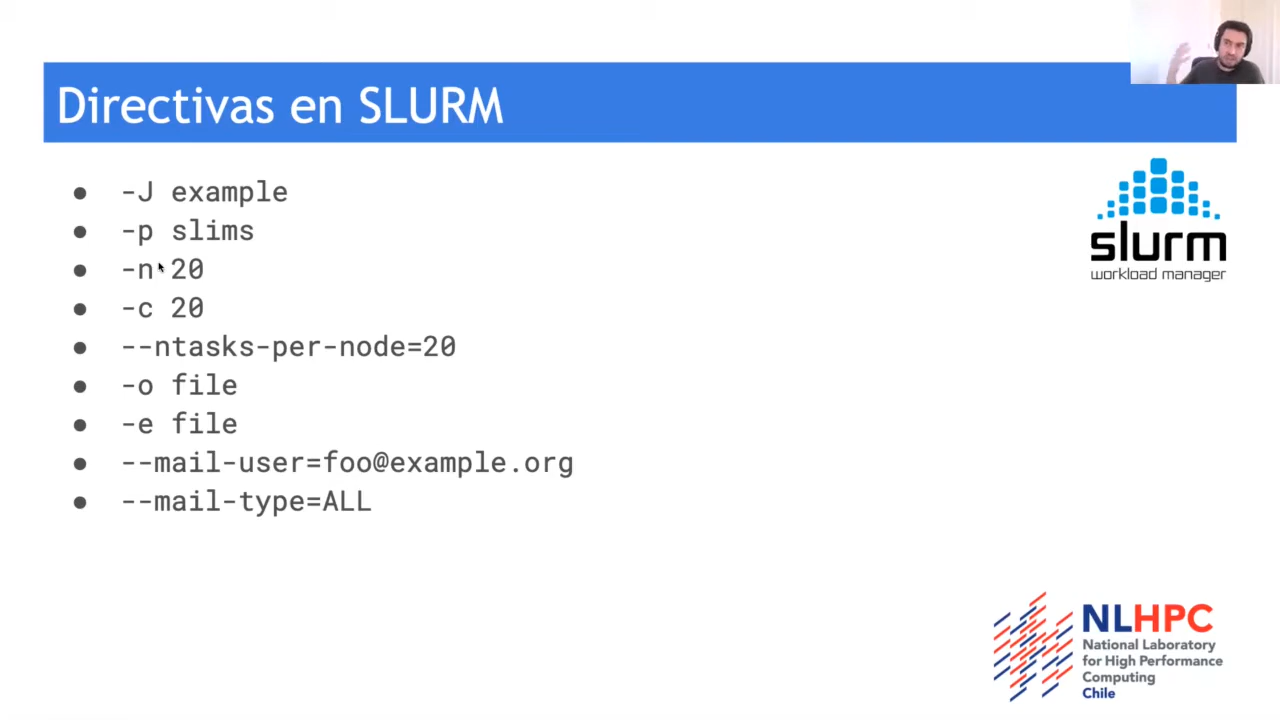 Directivas en SLURM
● -J example
● -p slims
● -n 20
● -c 20
● --ntasks-per-node=20
● -o file
● -e file
● --mail-user=foo@example.org
● --mail-type=ALL
slurm
workload manager
NLHPC
National Laboratory
for High Performance
Computing
Chile